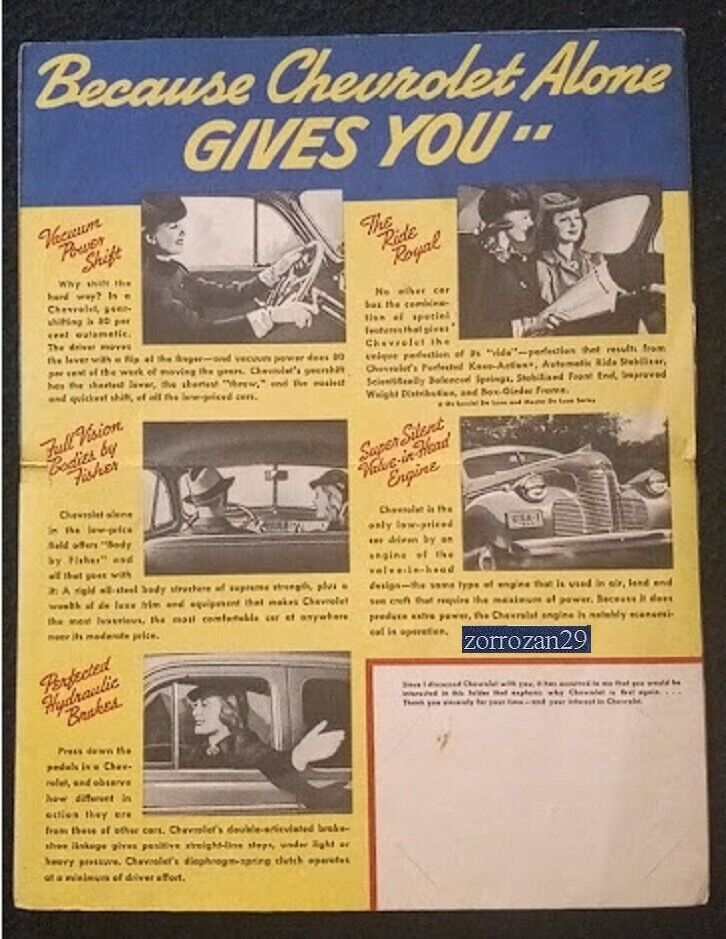 Because Chevrolet Alone
GIVES YOU··
Vacuum
Power
Shift
Why shift the
hard way? In a
Chevrolet, gear-
shifting is 80 per
cent automatic.
The driver moves
the lever with a flip of the finger—and vacuum power does 80
per cent of the work of moving the gears. Chevrolet's gearshift
has the shortest lever, the shortest "throw," and the easiest
and quickest shift, of all the low-priced cars.
The
Ride
Royal
No other car
has the combina-
tion of special
features that gives
Chevrolet the
unique perfection of its "ride"—perfection that results from
Chevrolet's Perfected Knee-Action*, Automatic Ride Stabilizer,
Scientifically Balanced Springs, Stabilized Front End, Improved
Weight Distribution, and Box-Girder Frame.
* On Special De Luxe and Master De Luxe Series
Full Vision
Bodies by
Fisher
Chevrolet alone
in the low-price
field offers "Body
by Fisher" and
all that goes with
it: A rigid all-steel body structure of supreme strength, plus a
wealth of de luxe trim and equipment that makes Chevrolet
the most luxurious, the most comfortable car at anywhere
near its moderate price.
Super Silent
Valve-in-Head
Engine
Chevrolet is the
only low-priced
car driven by an
engine of the
valve-in-head
design—the same type of engine that is used in air, land and
sea craft that require the maximum of power. Because it does
produce extra power, the Chevrolet engine is notably economi-
cal in operation.
zorrozan29
Perfected
Hydraulic
Brakes
Press down the
pedals in a Chev-
rolet, and observe
how different in
action they are
from those of other cars. Chevrolet's double-articulated brake-
shoe linkage gives positive straight-line stops, under light or
heavy pressure. Chevrolet's diaphragm-spring clutch operates
at a minimum of driver effort.
Since I discussed Chevrolet with you, it has occurred to me that you would be
interested in this folder that explains why Chevrolet is first again. . . .
Thank you sincerely for your time—and your interest in Chevrolet.